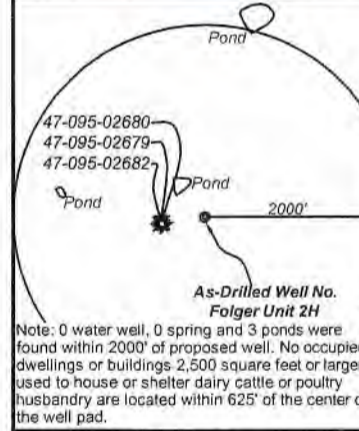 Pond
47-095-02680
47-095-02679
47-095-02682
Pond
Pond
2000'
As-Drilled Well No.
Folger Unit 2H
Note: 0 water well, 0 spring and 3 ponds were
found within 2000' of proposed well. No occupied
dwellings or buildings 2,500 square feet or larger
used to house or shelter dairy cattle or poultry
husbandry are located within 625' of the center o
the well pad.